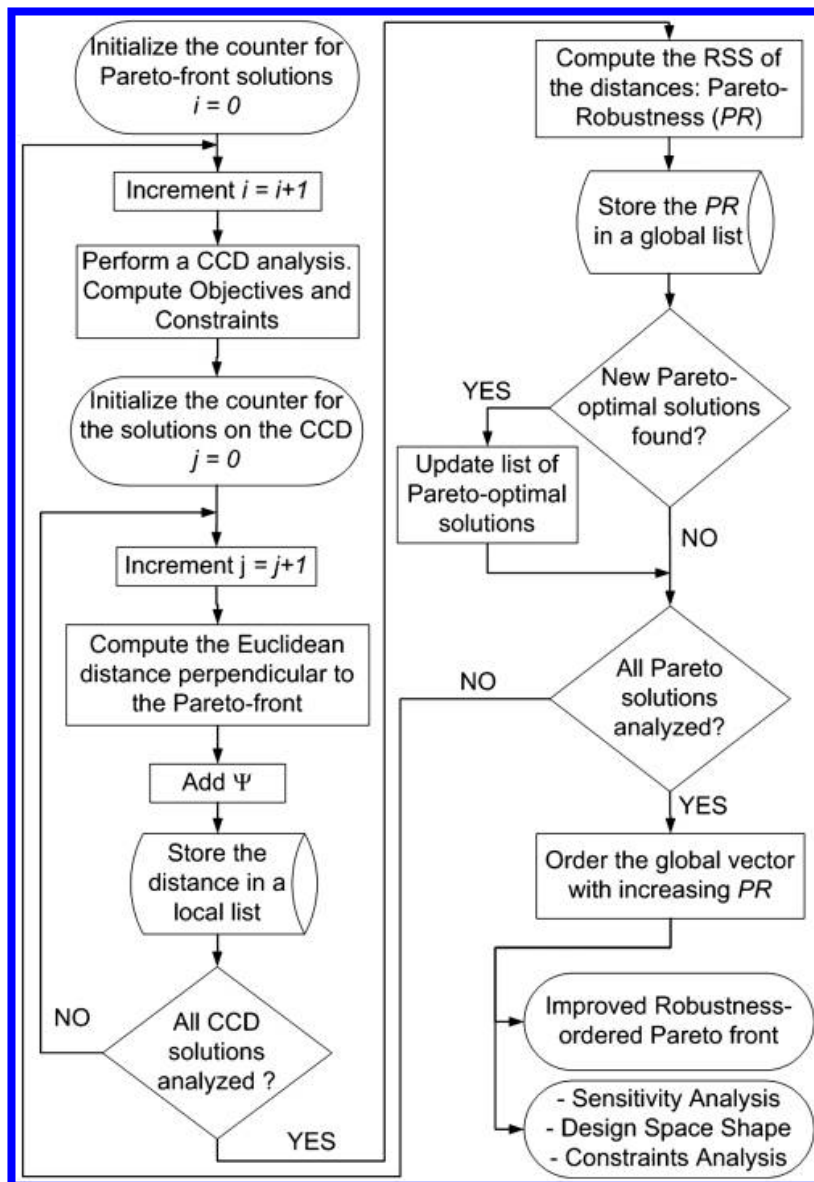 Initialize the counter for
Pareto-front solutions
i = 0
Increment i = i+1
Perform a CCD analysis.
Compute Objectives and
Constraints
Initialize the counter for
the solutions on the CCD
j = 0
Increment j = j+1
Compute the Euclidean
distance perpendicular to
the Pareto-front
Add Ψ
Store the
distance in a
local list
NO
All CCD
solutions
analyzed ?
YES
Compute the RSS of
the distances: Pareto-
Robustness (PR)
Store the PR
in a global list
YES
New Pareto-
optimal solutions
found?
Update list of
Pareto-optimal
solutions
NO
NO
All Pareto
solutions
analyzed?
YES
Order the global vector
with increasing PR
Improved Robustness-
ordered Pareto front
- Sensitivity Analysis
- Design Space Shape
- Constraints Analysis